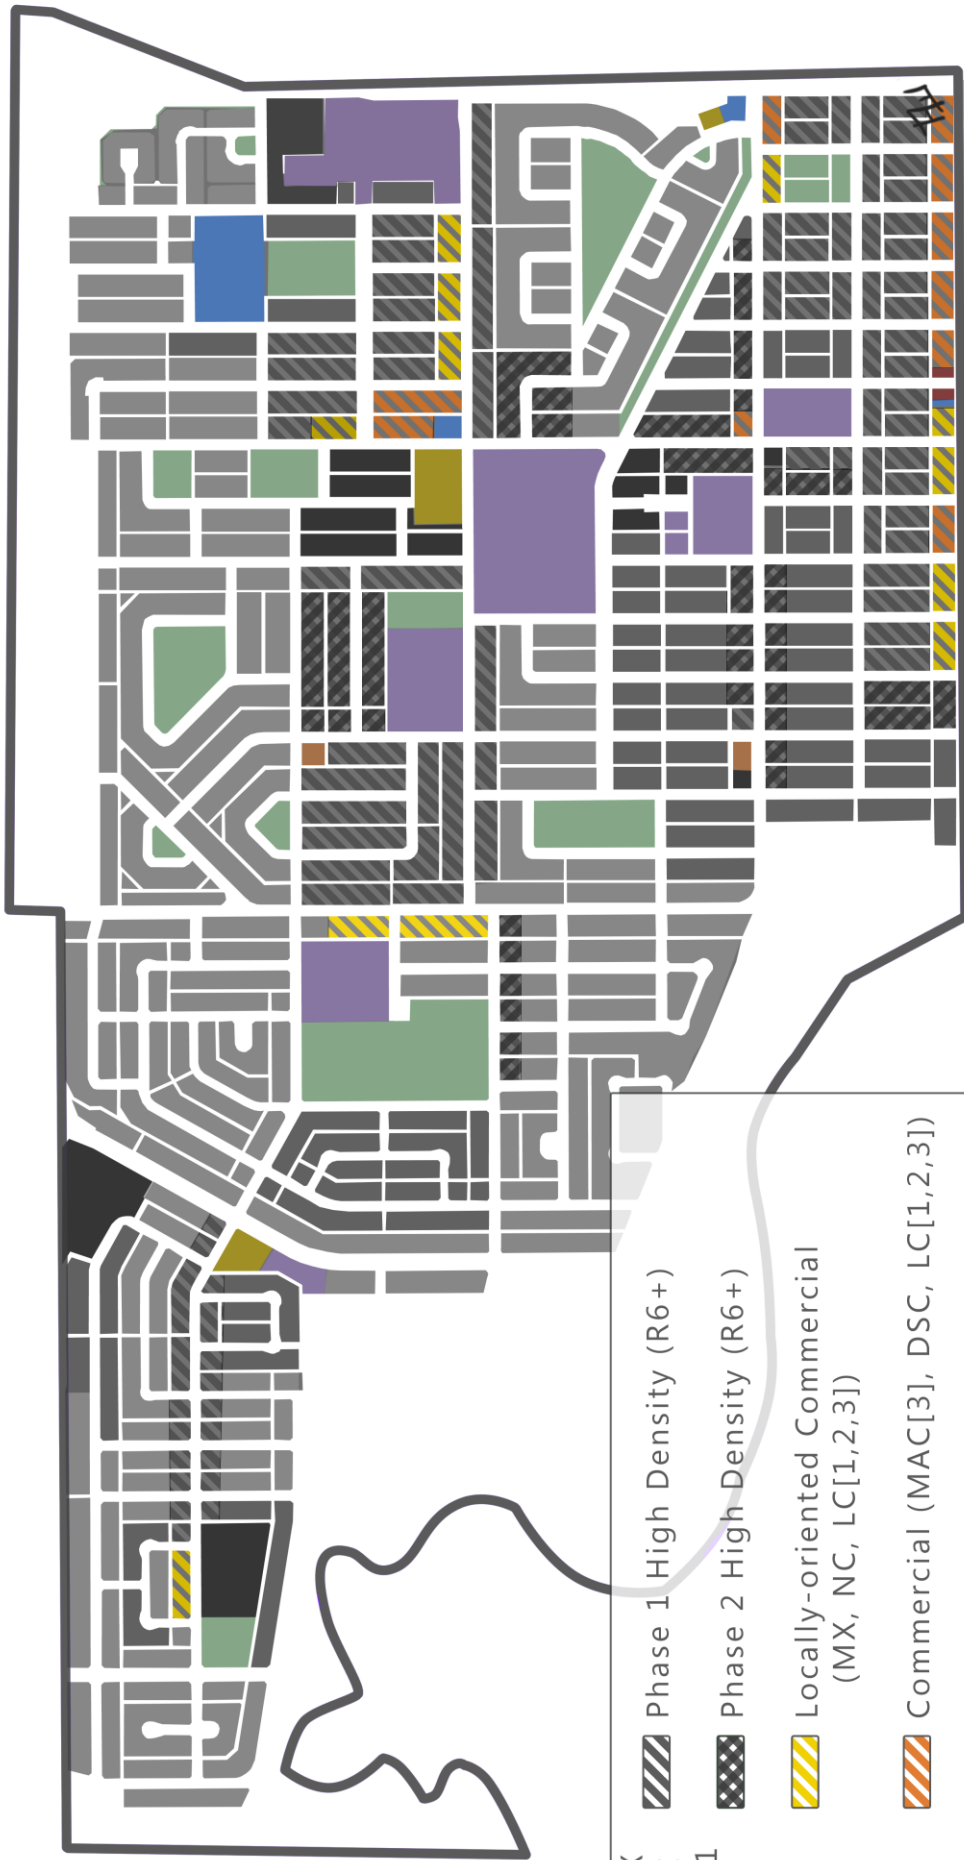 Phase 1 High Density (R6+)
Phase 2 High Density (R6+)
Locally-oriented Commercial
(MX, NC, LC[1,2,3])
Commercial (MAC[3], DSC, LC[1,2,3])